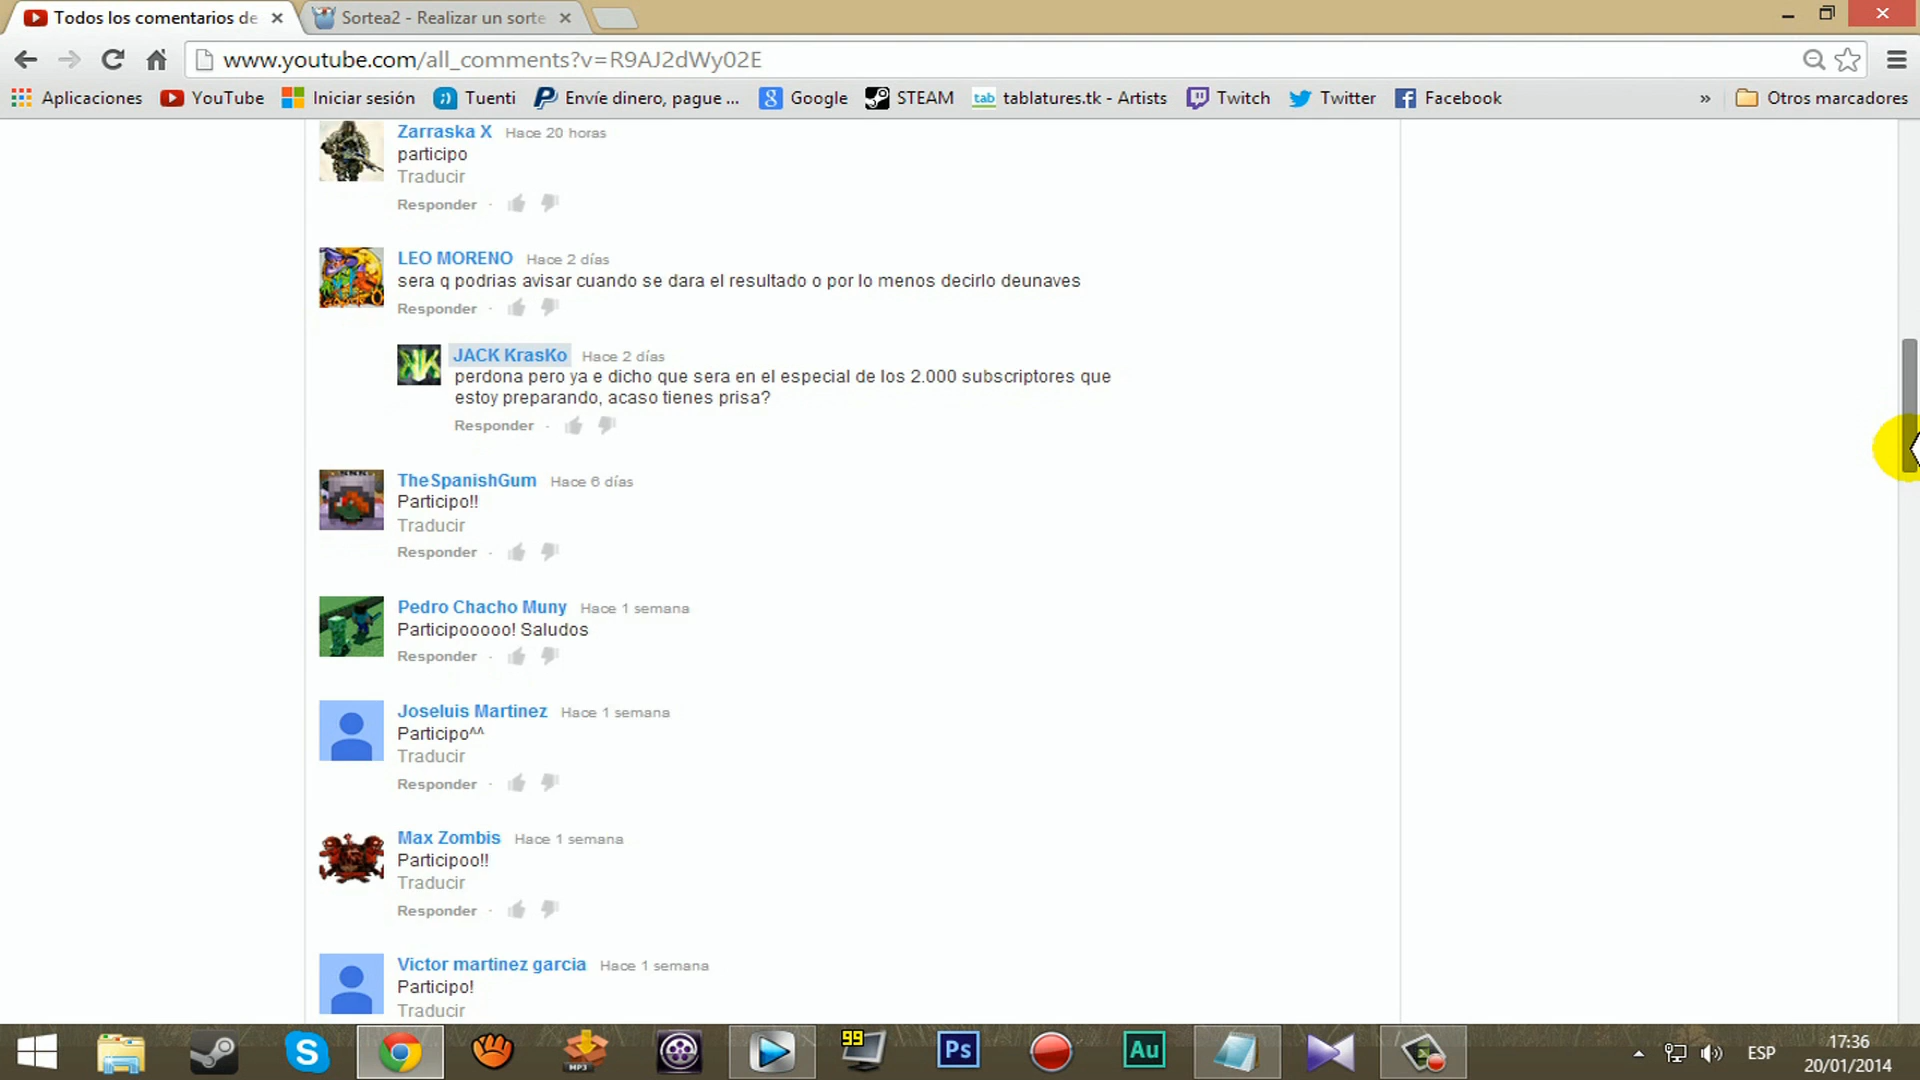 Todos los comentarios de
Sortea2 - Realizar un sorte
www.youtube.com/all_comments?v=R9AJ2dWy02E
Aplicaciones YouTube Iniciar sesión Tuenti Envíe dinero, pague ... Google STEAM tablatures.tk - Artists Twitch Twitter Facebook » Otros marcadores
Zarraska X Hace 20 horas
participo
Traducir
Responder ·
LEO MORENO Hace 2 días
sera q podrias avisar cuando se dara el resultado o por lo menos decirlo deunaves
Responder ·
JACK KrasKo Hace 2 días
perdona pero ya e dicho que sera en el especial de los 2.000 subscriptores que
estoy preparando, acaso tienes prisa?
Responder ·
TheSpanishGum Hace 6 días
Participo!!
Traducir
Responder ·
Pedro Chacho Muny Hace 1 semana
Participooooo! Saludos
Responder ·
Joseluis Martinez Hace 1 semana
Participo^^
Traducir
Responder ·
Max Zombis Hace 1 semana
Participoo!!
Traducir
Responder ·
Victor martinez garcia Hace 1 semana
Participo!
Traducir
MP3
99
Ps
Au
ESP
17:36
20/01/2014